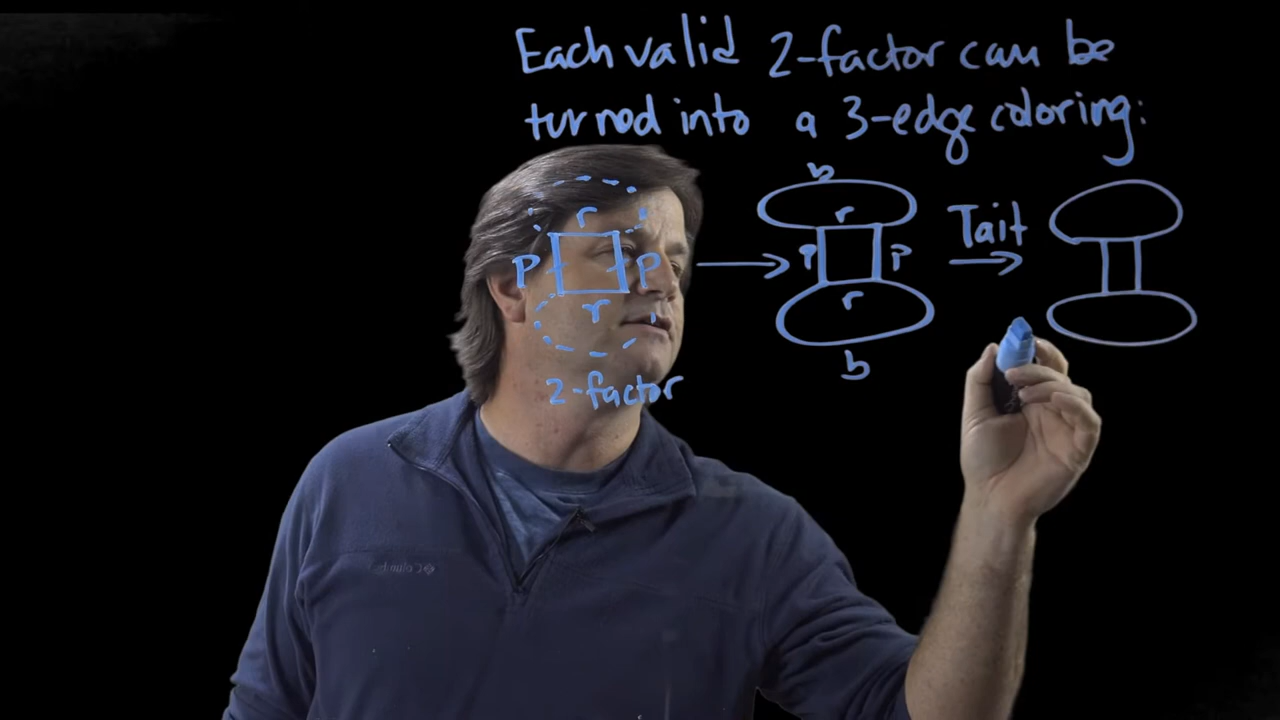 Each valid 2-factor can be
turned into a 3-edge coloring:
b
r
r
Tait
p
p
p
p
r
r
b
2-factor